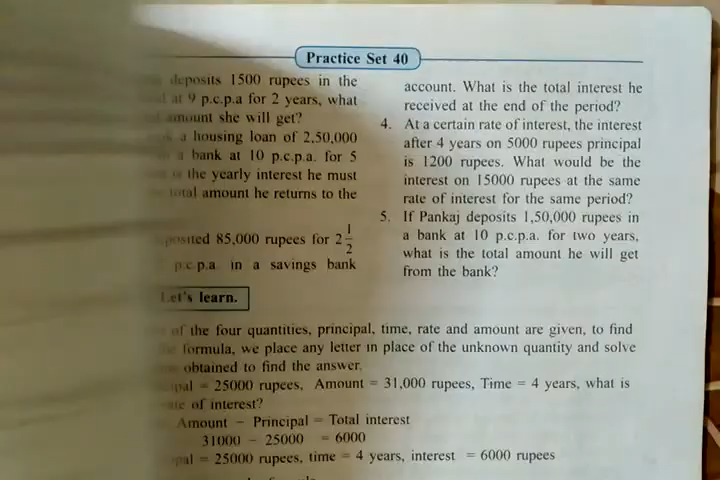 Practice Set 40
deposits 1500 rupees in the
at 9 p.c.p.a for 2 years, what
amount she will get?
a housing loan of 2,50,000
a bank at 10 p.c.p.a. for 5
is the yearly interest he must
total amount he returns to the
85,000 rupees for 2 1/2
p.c.p.a. in a savings bank
account. What is the total interest he
received at the end of the period?
4. At a certain rate of interest, the interest
after 4 years on 5000 rupees principal
is 1200 rupees. What would be the
interest on 15000 rupees at the same
rate of interest for the same period?
5. If Pankaj deposits 1,50,000 rupees in
a bank at 10 p.c.p.a. for two years,
what is the total amount he will get
from the bank?
Let's learn.
of the four quantities, principal, time, rate and amount are given, to find
formula, we place any letter in place of the unknown quantity and solve
obtained to find the answer.
= 25000 rupees, Amount = 31,000 rupees, Time = 4 years, what is
of interest?
Amount - Principal = Total interest
31000 - 25000 = 6000
= 25000 rupees, time = 4 years, interest = 6000 rupees